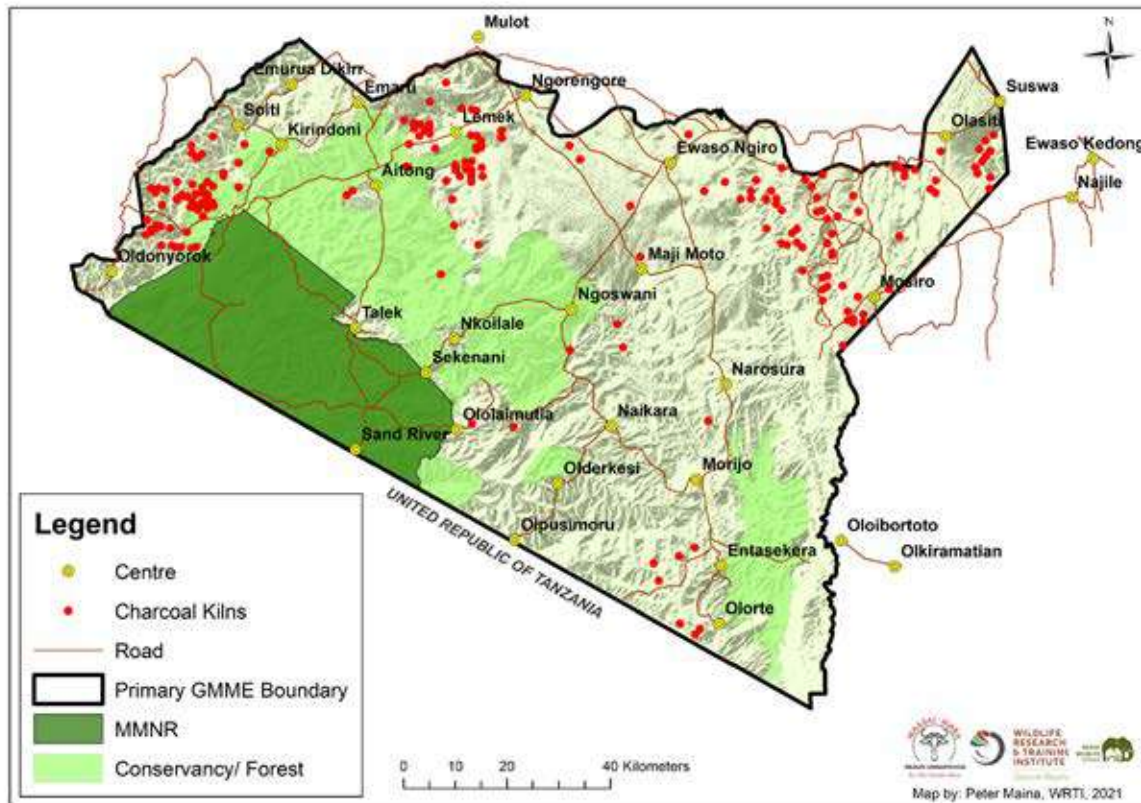 Mulot
N
Emurua Dikirr
Emarti
Ngorengore
Suswa
Soiti
Kirindoni
Lemek
Olasiti
Ewaso Ngiro
Ewaso Kedong
Aitong
Najile
Oldonyorok
Maji Moto
Mosiro
Talek
Nkoilale
Ngoswani
Sekenani
Narosura
Ololaimutia
Naikara
Sand River
Olderkesi
Morijo
Olpusimoru
UNITED REPUBLIC OF TANZANIA
Entasekera
Oloibortoto
Olkiramatian
Olorte
Legend
Centre
Charcoal Kilns
Road
Primary GMME Boundary
MMNR
Conservancy/ Forest
0 10 20 40 Kilometers
WILDLIFE
RESEARCH
& TRAINING
INSTITUTE
Map by: Peter Maina, WRTI, 2021